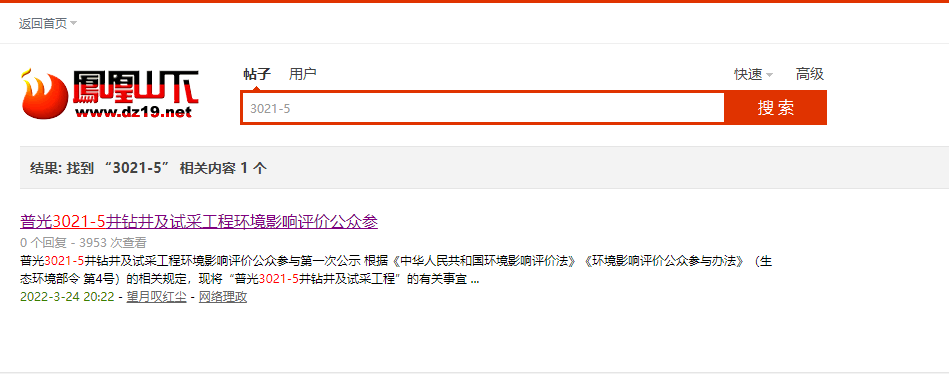 返回首页
帖子 用户 快速 高级
鳳凰山下
www.dz19.net
3021-5 搜索
结果: 找到 “3021-5” 相关内容 1 个
普光3021-5井钻井及试采工程环境影响评价公众参
0 个回复 - 3953 次查看
普光3021-5井钻井及试采工程环境影响评价公众参与第一次公示 根据《中华人民共和国环境影响评价法》《环境影响评价公众参与办法》（生
态环境部令 第4号）的相关规定，现将“普光3021-5井钻井及试采工程”的有关事宜 ...
2022-3-24 20:22 - 望月叹红尘 - 网络理政